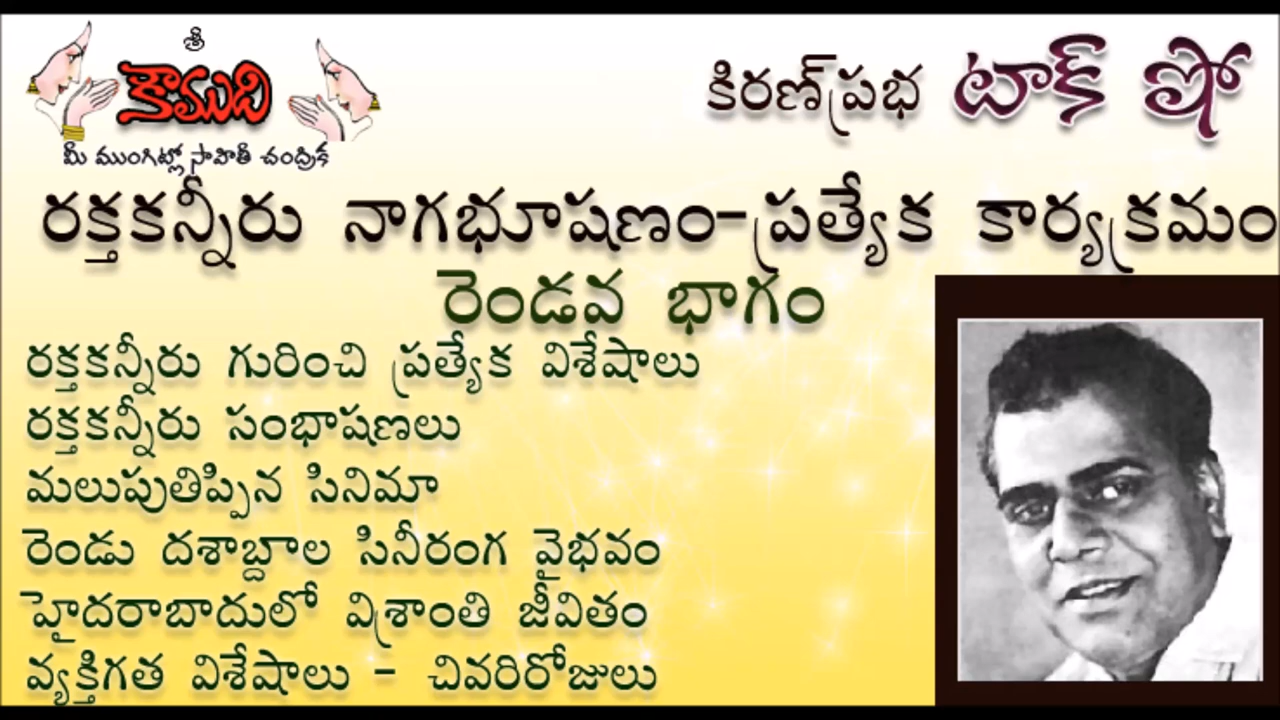 శ్రీ
కౌముది
మీ ముంగిట్లో సాహితీ చంద్రిక
కిరణ్‌ప్రభ టాక్ షో
రక్తకన్నీరు నాగభూషణం-ప్రత్యేక కార్యక్రమం
రెండవ భాగం
రక్తకన్నీరు గురించి ప్రత్యేక విశేషాలు
రక్తకన్నీరు సంభాషణలు
మలుపుతిప్పిన సినిమా
రెండు దశాబ్దాల సినీరంగ వైభవం
హైదరాబాదులో విశ్రాంతి జీవితం
వ్యక్తిగత విశేషాలు - చివరిరోజులు